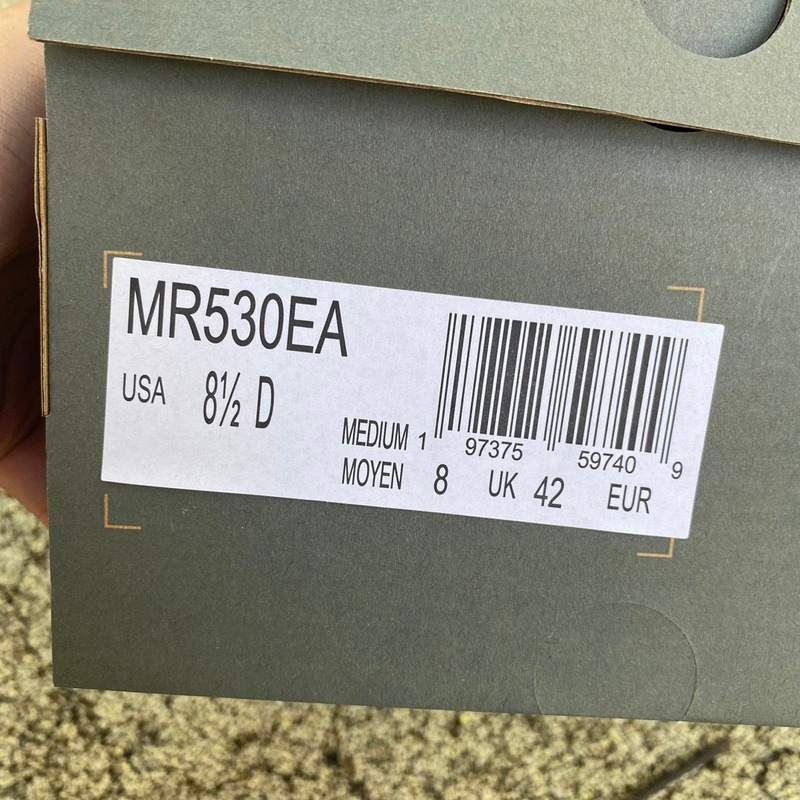 MR530EA
USA 8½ D
MEDIUM 1 97375 59740 9
MOYEN 8 UK 42 EUR